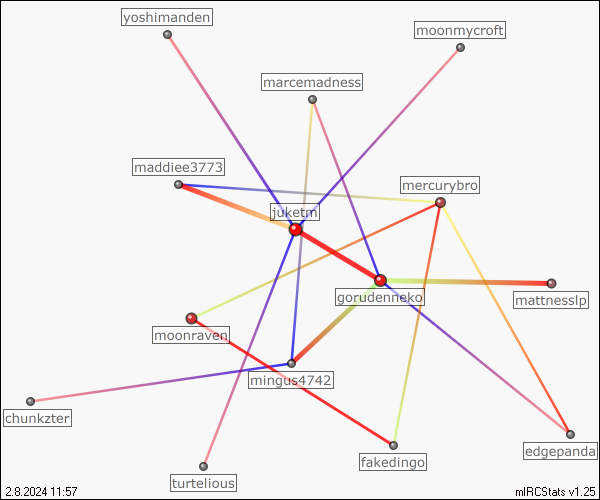 yoshimanden
moonmycroft
marcemadness
maddiee3773
mercurybro
juketm
gorudenneko
mattnesslp
moonraven
mingus4742
chunkzter
edgepanda
fakedingo
turtelious
2.8.2024 11:57
mIRCStats v1.25